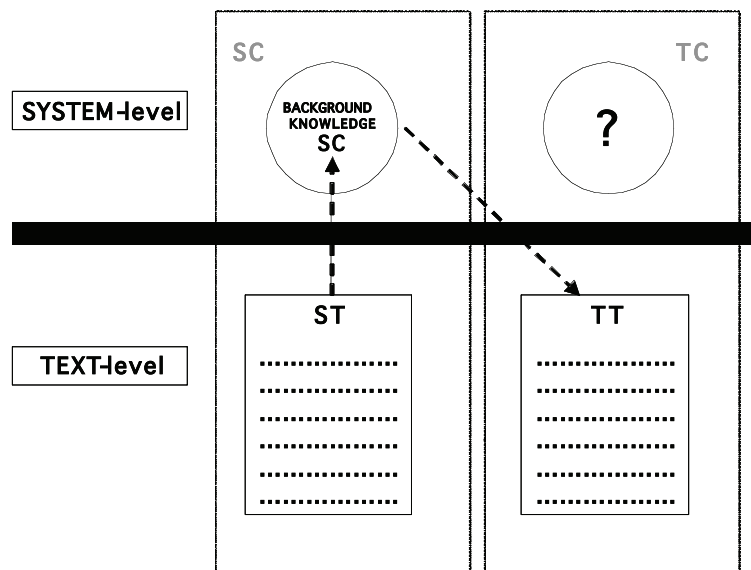 SC
TC
SYSTEM-level
BACKGROUND
KNOWLEDGE
SC
?
ST
TT
TEXT-level